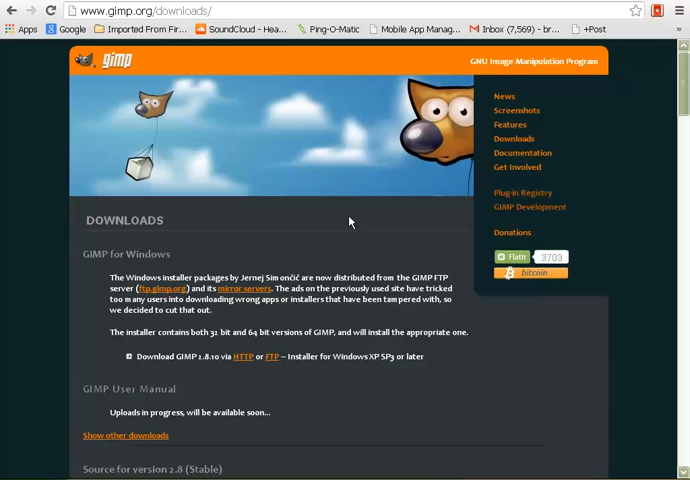 www.gimp.org/downloads/
Apps Google Imported From Fir... SoundCloud - Hea... Ping-O-Matic Mobile App Manag... Inbox (7,569) - br... +Post »
gimp
GNU Image Manipulation Program
News
Screenshots
Features
Downloads
Documentation
Get Involved
Plug-in Registry
GIMP Development
Donations
Flattr 3703
bitcoin
DOWNLOADS
GIMP for Windows
The Windows installer packages by Jernej Simončič are now distributed from the GIMP FTP
server (ftp.gimp.org) and its mirror servers. The ads on the previously used site have tricked
too many users into downloading wrong apps or installers that have been tampered with, so
we decided to cut that out.
The installer contains both 32 bit and 64 bit versions of GIMP, and will install the appropriate one.
Download GIMP 2.8.10 via HTTP or FTP – Installer for Windows XP SP3 or later
GIMP User Manual
Uploads in progress, will be available soon...
Show other downloads
Source for version 2.8 (Stable)